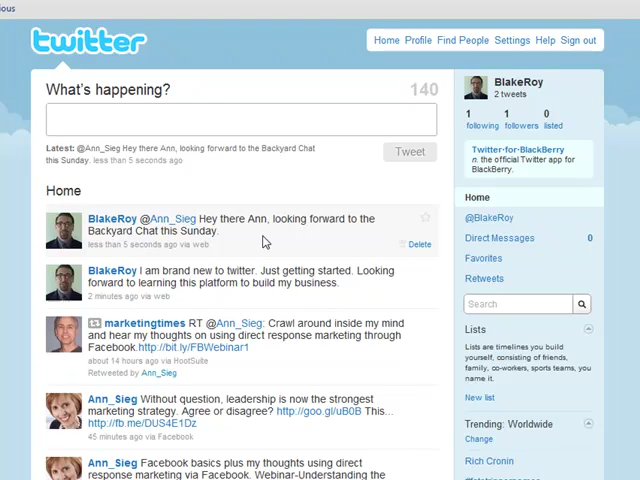 ious
twitter
Home Profile Find People Settings Help Sign out
What's happening?
140
Latest: @Ann_Sieg Hey there Ann, looking forward to the Backyard Chat
this Sunday. less than 5 seconds ago
Tweet
Home
BlakeRoy @Ann_Sieg Hey there Ann, looking forward to the
Backyard Chat this Sunday.
less than 5 seconds ago via web
Delete
BlakeRoy I am brand new to twitter. Just getting started. Looking
forward to learning this platform to build my business.
2 minutes ago via web
marketingtimes RT @Ann_Sieg: Crawl around inside my mind
and hear my thoughts on using direct response marketing through
Facebook.http://bit.ly/FBWebinar1
about 14 hours ago via HootSuite
Retweeted by Ann_Sieg
Ann_Sieg Without question, leadership is now the strongest
marketing strategy. Agree or disagree? http://goo.gl/uB0B This...
http://fb.me/DUS4E1Dz
45 minutes ago via Facebook
Ann_Sieg Facebook basics plus my thoughts using direct
response marketing via Facebook. Webinar-Understanding the
BlakeRoy
2 tweets
1 1 0
following followers listed
Twitter for BlackBerry
n. the official Twitter app for
BlackBerry.
Home
@BlakeRoy
Direct Messages 0
Favorites
Retweets
Search
Lists
Lists are timelines you build
yourself, consisting of friends,
family, co-workers, sports teams, you
name it.
New list
Trending: Worldwide
Change
Rich Cronin